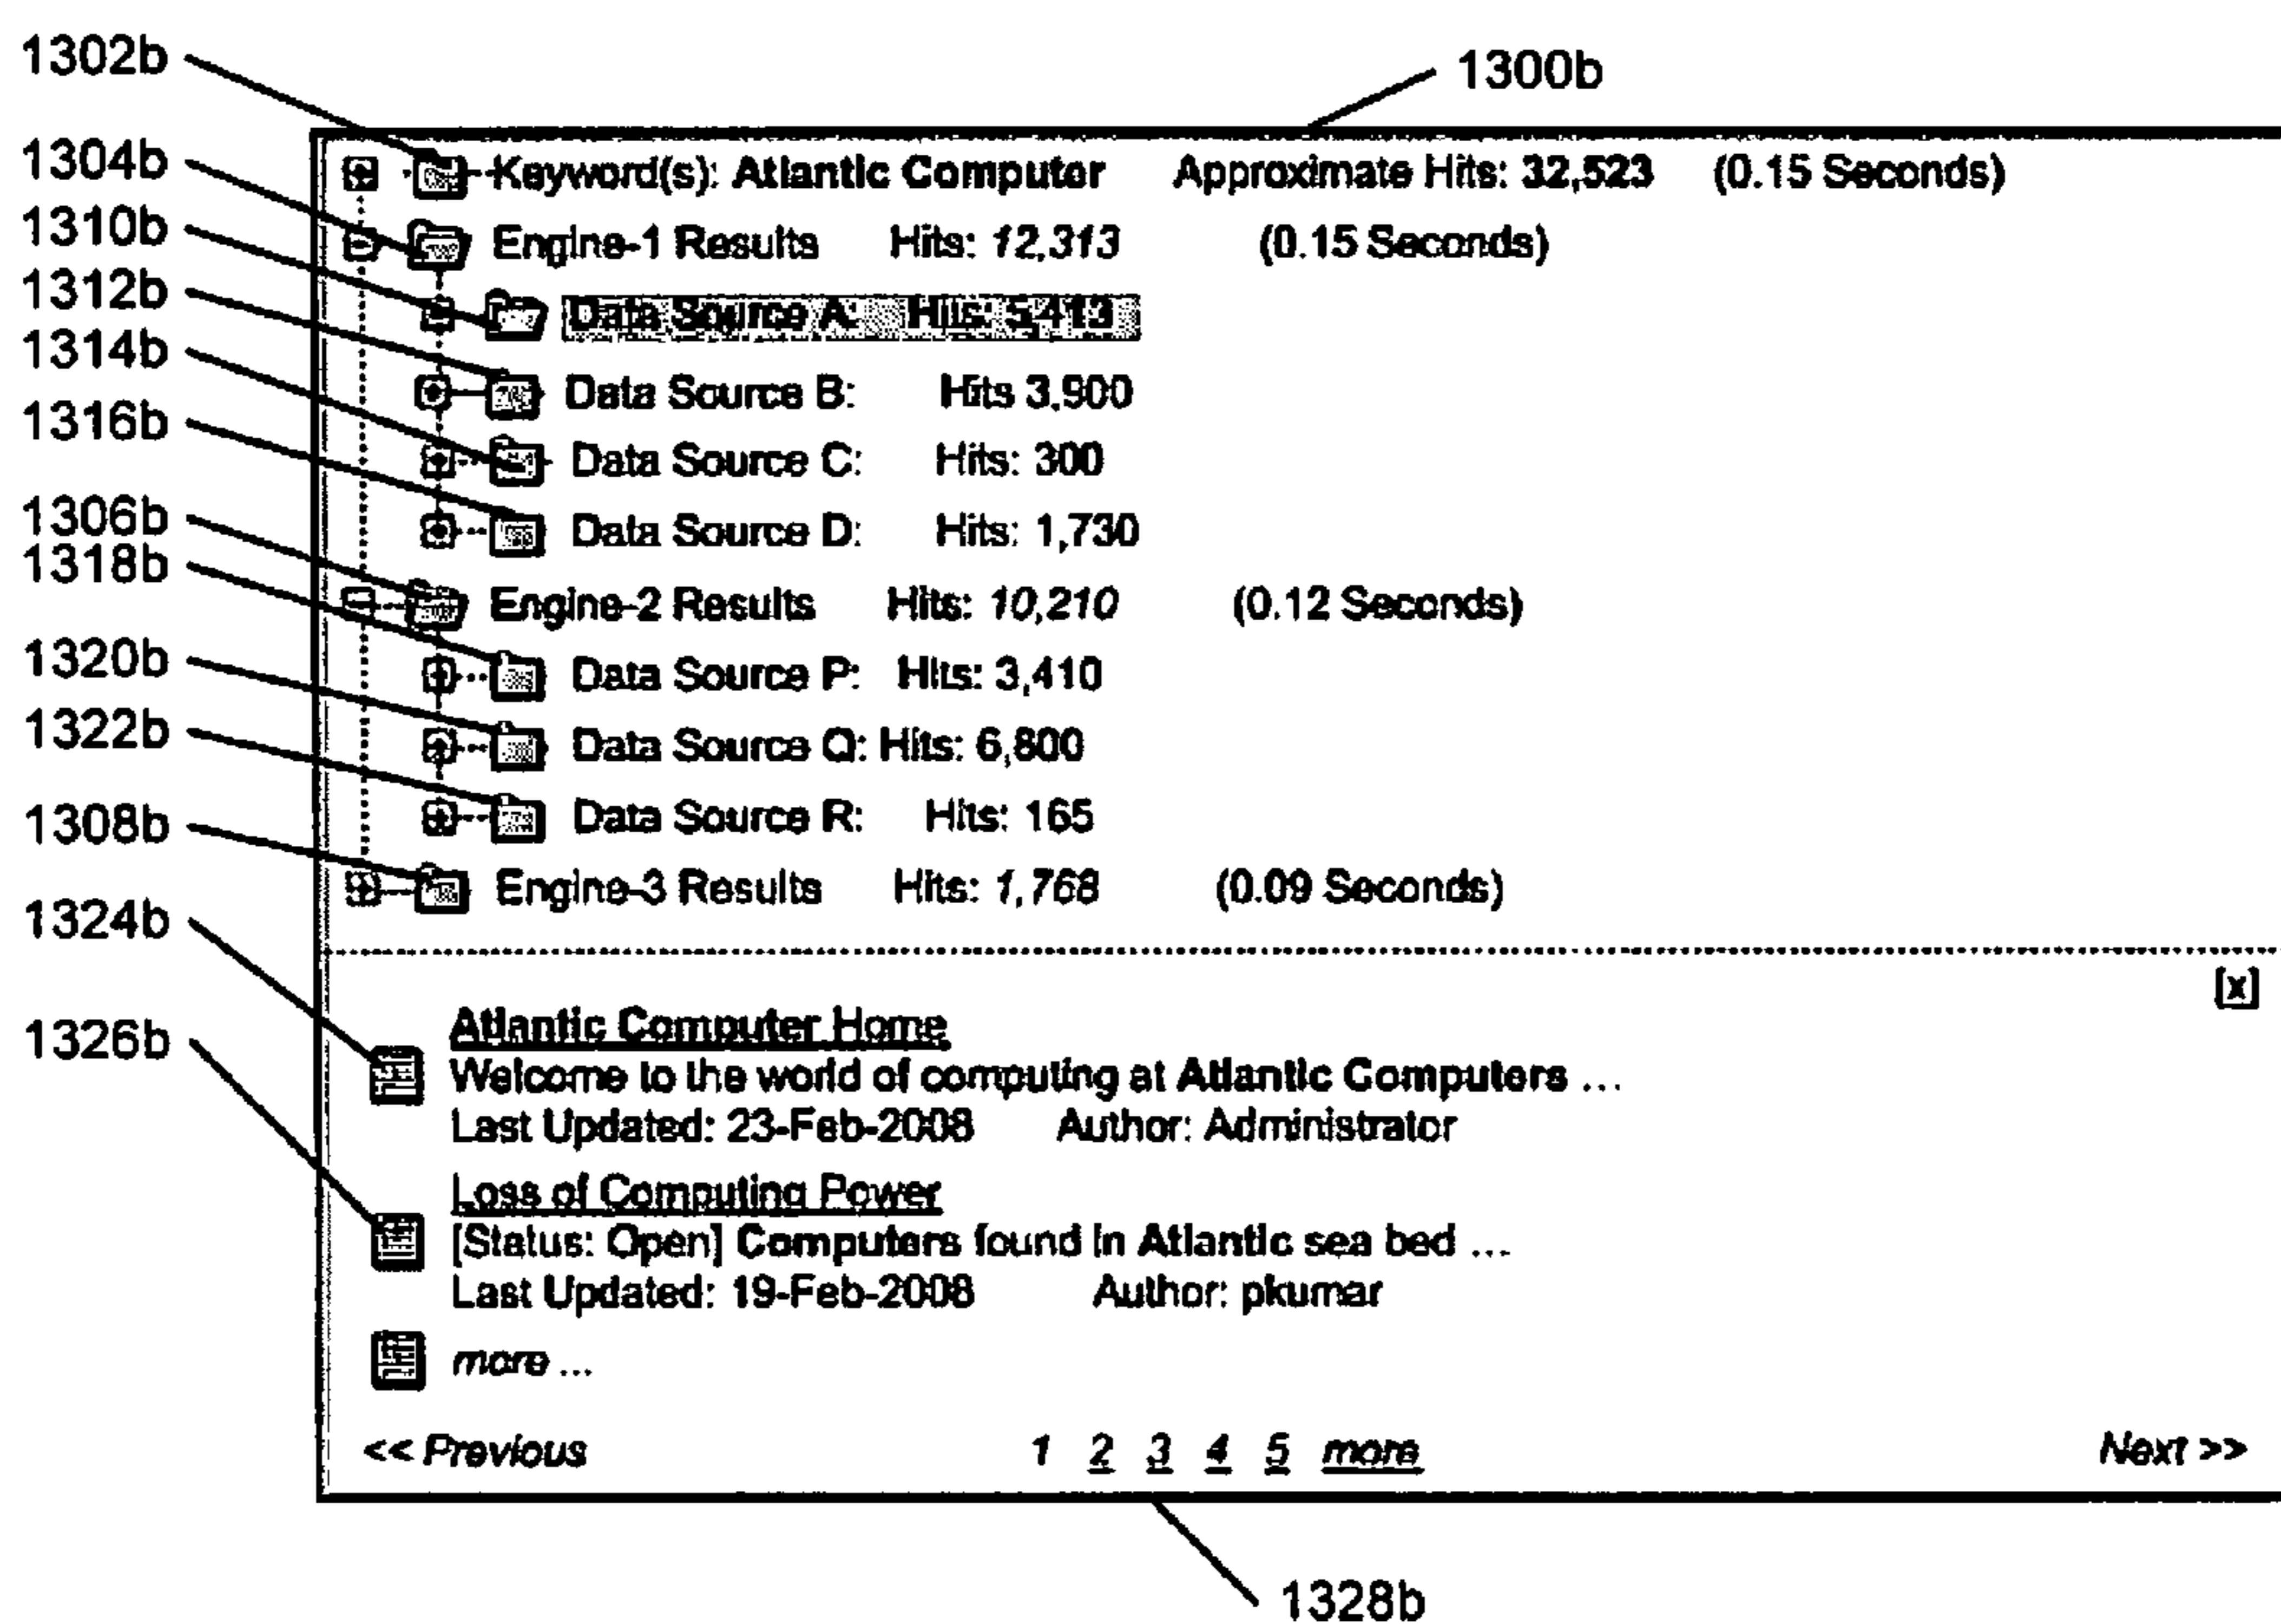 1302b
1300b
1304b
Keyword(s): Atlantic Computer Approximate Hits: 32,523 (0.15 Seconds)
1310b
Engine-1 Results Hits: 12,313 (0.15 Seconds)
1312b
Data Source A: Hits: 5,413
1314b
Data Source B: Hits 3,900
1316b
Data Source C: Hits: 300
1306b
Data Source D: Hits: 1,730
1318b
Engine-2 Results Hits: 10,210 (0.12 Seconds)
1320b
Data Source P: Hits: 3,410
1322b
Data Source Q: Hits: 6,800
1308b
Data Source R: Hits: 165
Engine-3 Results Hits: 1,768 (0.09 Seconds)
1324b
[x]
1326b
Atlantic Computer Home
Welcome to the world of computing at Atlantic Computers ...
Last Updated: 23-Feb-2008 Author: Administrator
Loss of Computing Power
[Status: Open] Computers found in Atlantic sea bed ...
Last Updated: 19-Feb-2008 Author: pkumar
more ...
<< Previous 1 2 3 4 5 more Next >>
1328b